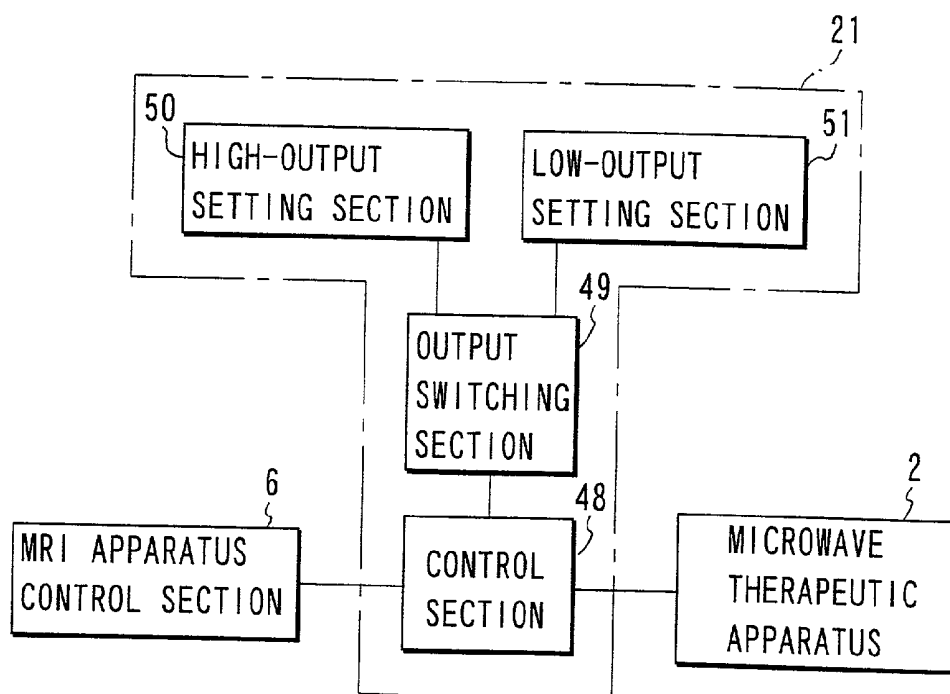 21
50
HIGH-OUTPUT
SETTING SECTION
51
LOW-OUTPUT
SETTING SECTION
49
OUTPUT
SWITCHING
SECTION
6
MRI APPARATUS
CONTROL SECTION
48
CONTROL
SECTION
2
MICROWAVE
THERAPEUTIC
APPARATUS